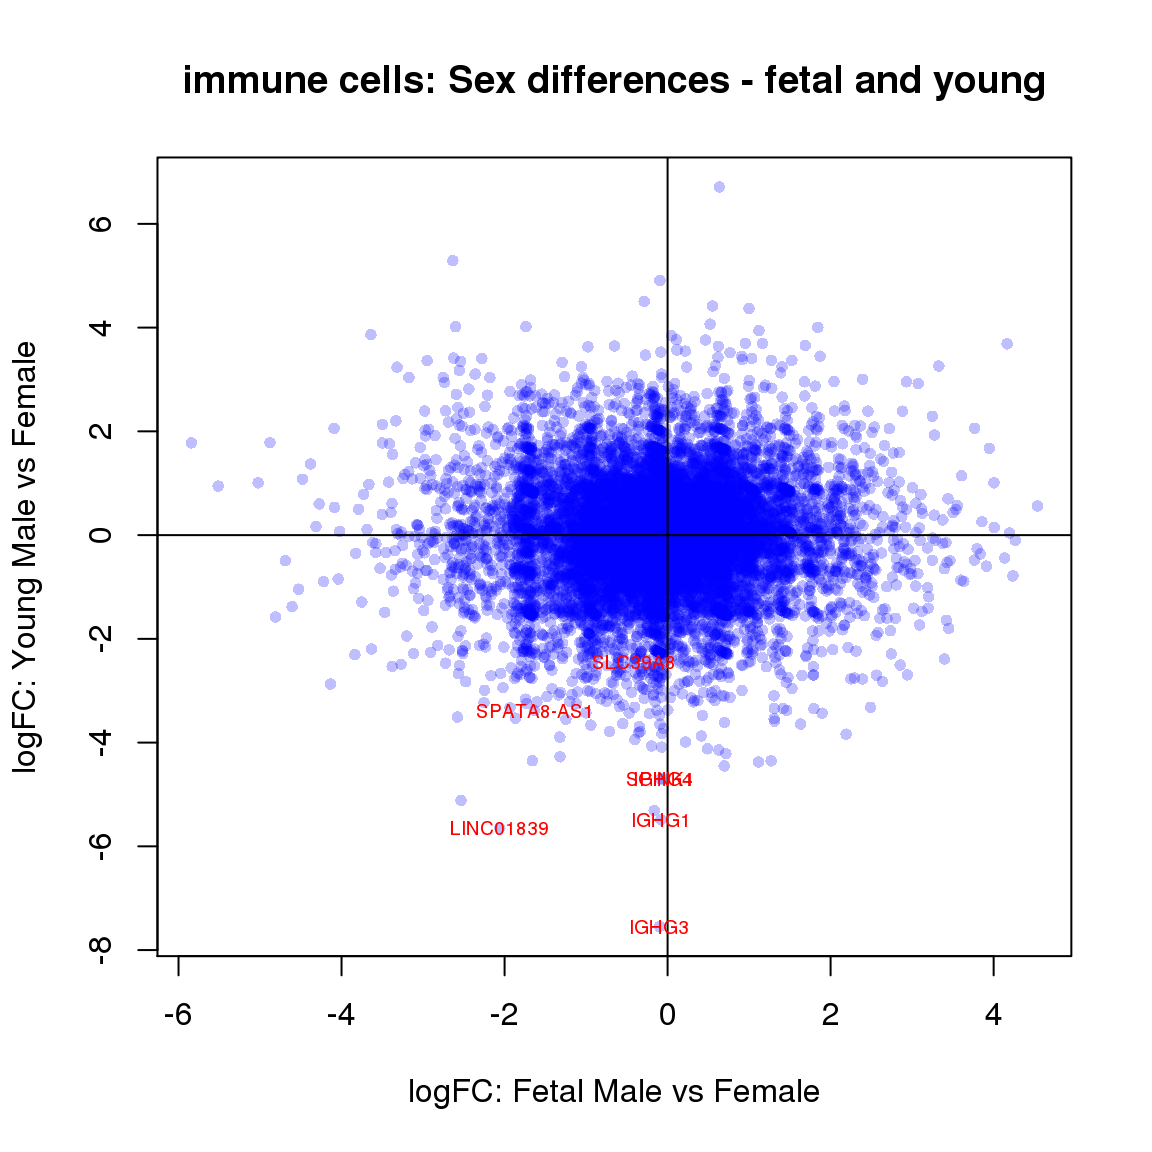 immune cells: Sex differences - fetal and young
logFC: Young Male vs Female
6
4
2
0
-2
-4
-6
-8
SLC39A8
SPATA8-AS1
IGHG4
IGHG1
LINC01839
IGHG3
-6
-4
-2
0
2
4
logFC: Fetal Male vs Female